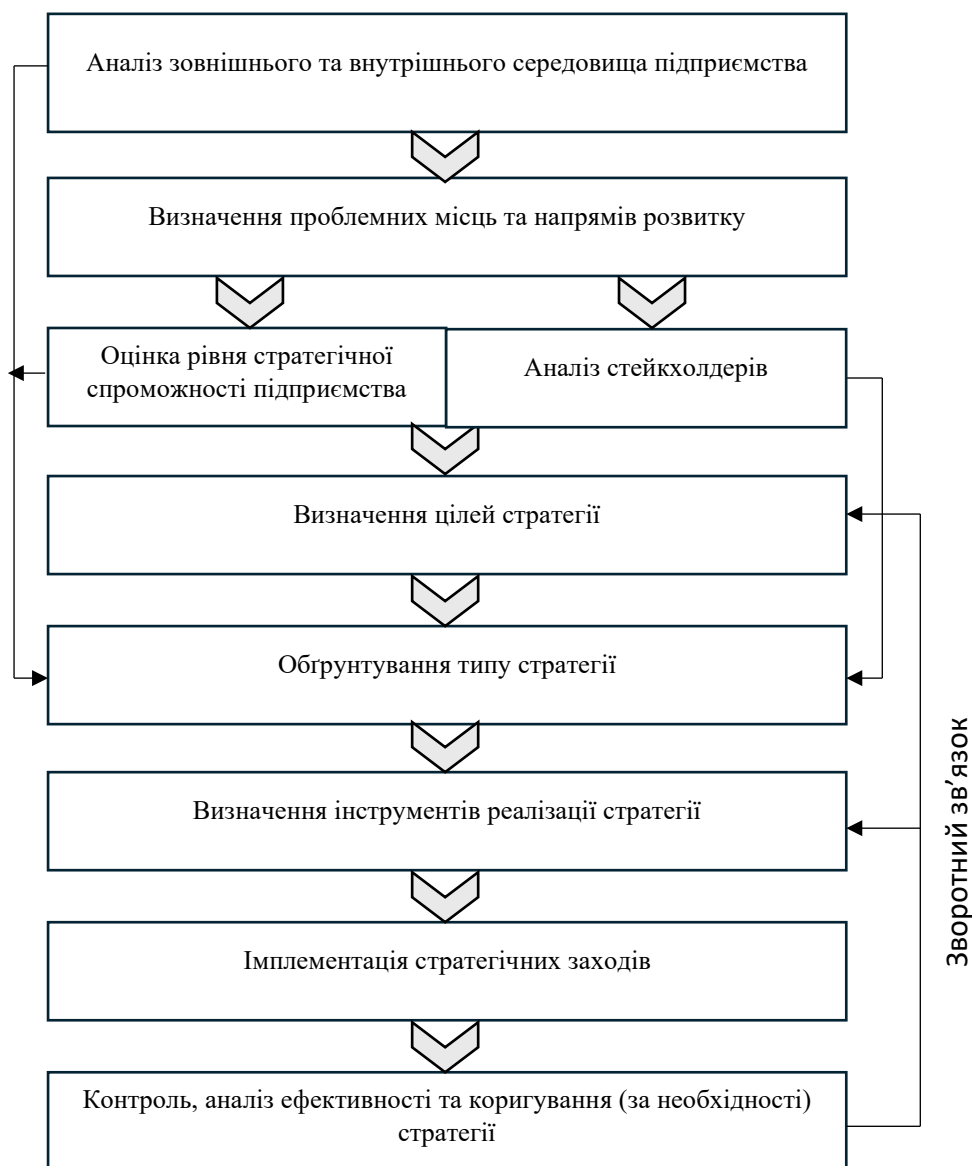 Аналіз зовнішнього та внутрішнього середовища підприємства
Визначення проблемних місць та напрямів розвитку
Оцінка рівня стратегічної
спроможності підприємства
Аналіз стейкхолдерів
Визначення цілей стратегії
Обґрунтування типу стратегії
Визначення інструментів реалізації стратегії
Імплементація стратегічних заходів
Контроль, аналіз ефективності та коригування (за необхідності)
стратегії
Зворотний зв’язок